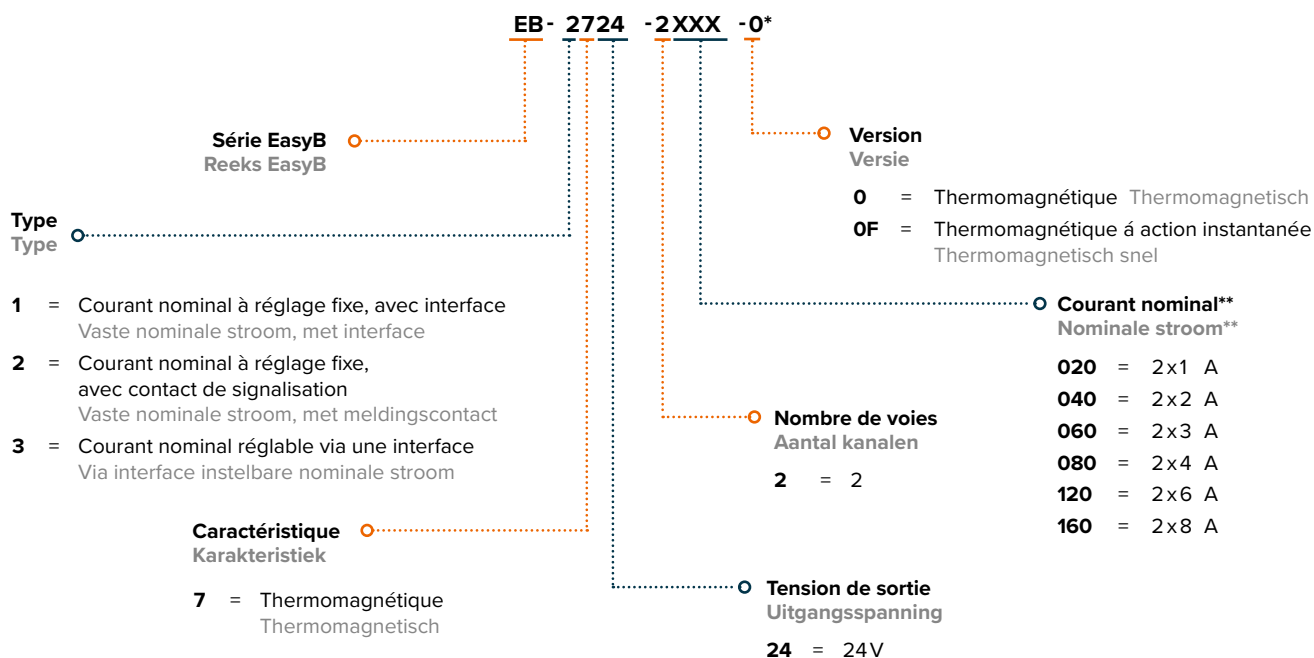 EB - 2724 -2XXX -0*
Série EasyB
Reeks EasyB
Version
Versie
0 = Thermomagnétique Thermomagnetisch
0F = Thermomagnétique á action instantanée
Thermomagnetisch snel
Type
Type
1 = Courant nominal à réglage fixe, avec interface
Vaste nominale stroom, met interface
2 = Courant nominal à réglage fixe,
avec contact de signalisation
Vaste nominale stroom, met meldingscontact
3 = Courant nominal réglable via une interface
Via interface instelbare nominale stroom
Courant nominal**
Nominale stroom**
020 = 2x1 A
040 = 2x2 A
060 = 2x3 A
080 = 2x4 A
120 = 2x6 A
160 = 2x8 A
Nombre de voies
Aantal kanalen
2 = 2
Caractéristique
Karakteristiek
7 = Thermomagnétique
Thermomagnetisch
Tension de sortie
Uitgangsspanning
24 = 24V